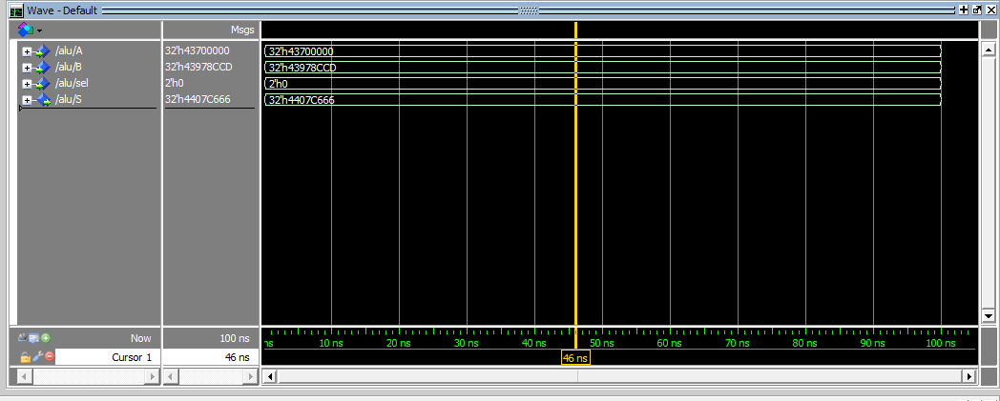 Wave - Default
Msgs
/alu/A 32'h43700000 32'h43700000
/alu/B 32'h43978CCD 32'h43978CCD
/alu/sel 2'h0 2'h0
/alu/S 32'h4407C666 32'h4407C666
Now 100 ns ns 10 ns 20 ns 30 ns 40 ns 50 ns 60 ns 70 ns 80 ns 90 ns 100 ns
Cursor 1 46 ns 46 ns